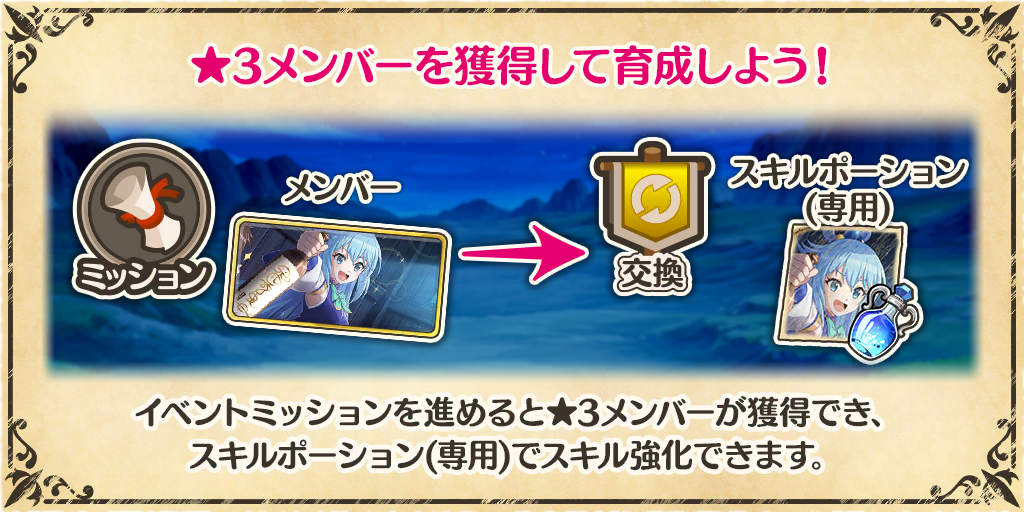 ★3メンバーを獲得して育成しよう！
メンバー
スキルポーション
(専用)
ミッション
交換
イベントミッションを進めると★3メンバーが獲得でき、
スキルポーション(専用)でスキル強化できます。